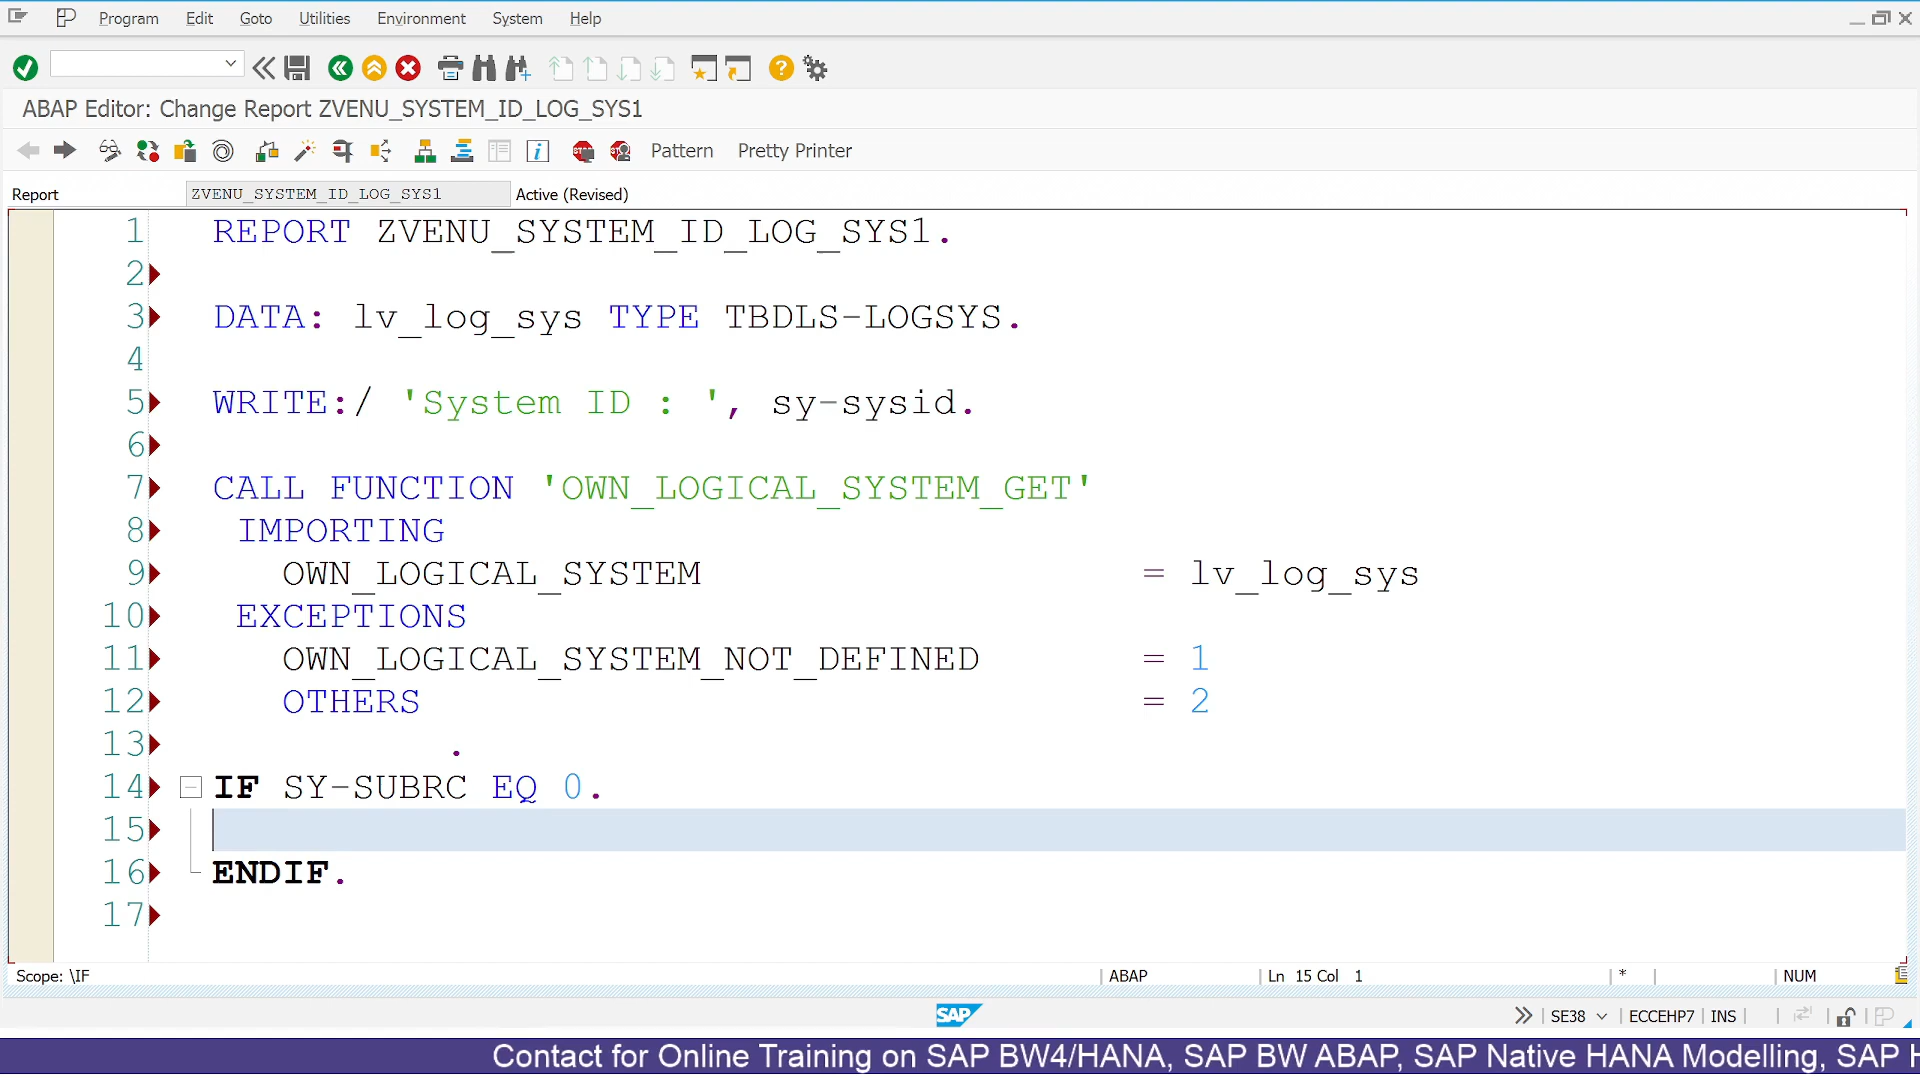 Program Edit Goto Utilities Environment System Help
ABAP Editor: Change Report ZVENU_SYSTEM_ID_LOG_SYS1
Pattern Pretty Printer
Report ZVENU_SYSTEM_ID_LOG_SYS1 Active (Revised)
1 REPORT ZVENU_SYSTEM_ID_LOG_SYS1.
2
3 DATA: lv_log_sys TYPE TBDLS-LOGSYS.
4
5 WRITE:/ 'System ID : ', sy-sysid.
6
7 CALL FUNCTION 'OWN_LOGICAL_SYSTEM_GET'
8 IMPORTING
9 OWN_LOGICAL_SYSTEM = lv_log_sys
10 EXCEPTIONS
11 OWN_LOGICAL_SYSTEM_NOT_DEFINED = 1
12 OTHERS = 2
13 .
14 IF SY-SUBRC EQ 0.
15
16 ENDIF.
17
Scope: \IF ABAP Ln 15 Col 1 * NUM
SAP SE38 ECCEHP7 INS
Contact for Online Training on SAP BW4/HANA, SAP BW ABAP, SAP Native HANA Modelling, SAP H